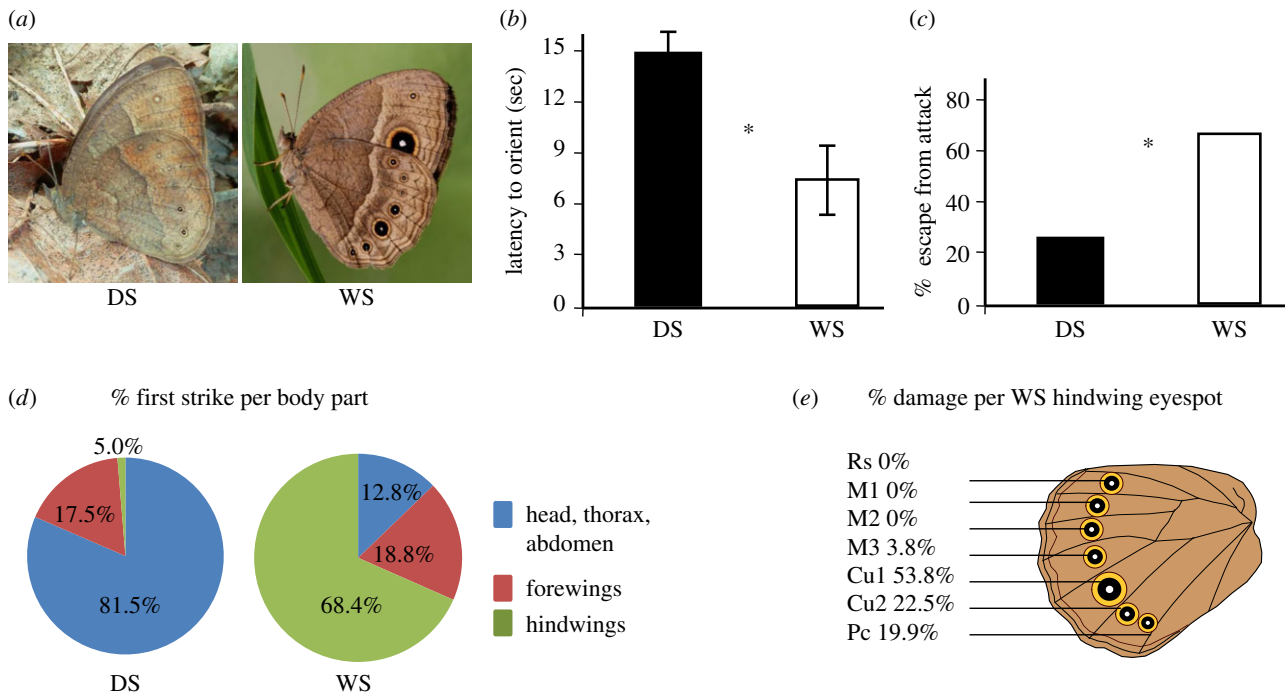 (a)
DS
WS
(b)
latency to orient (sec)
15
12
9
6
3
0
*
DS
WS
(c)
% escape from attack
80
60
40
20
0
*
DS
WS
(d) % first strike per body part
5.0%
17.5%
81.5%
DS
12.8%
18.8%
68.4%
WS
head, thorax,
abdomen
forewings
hindwings
(e) % damage per WS hindwing eyespot
Rs 0%
M1 0%
M2 0%
M3 3.8%
Cu1 53.8%
Cu2 22.5%
Pc 19.9%